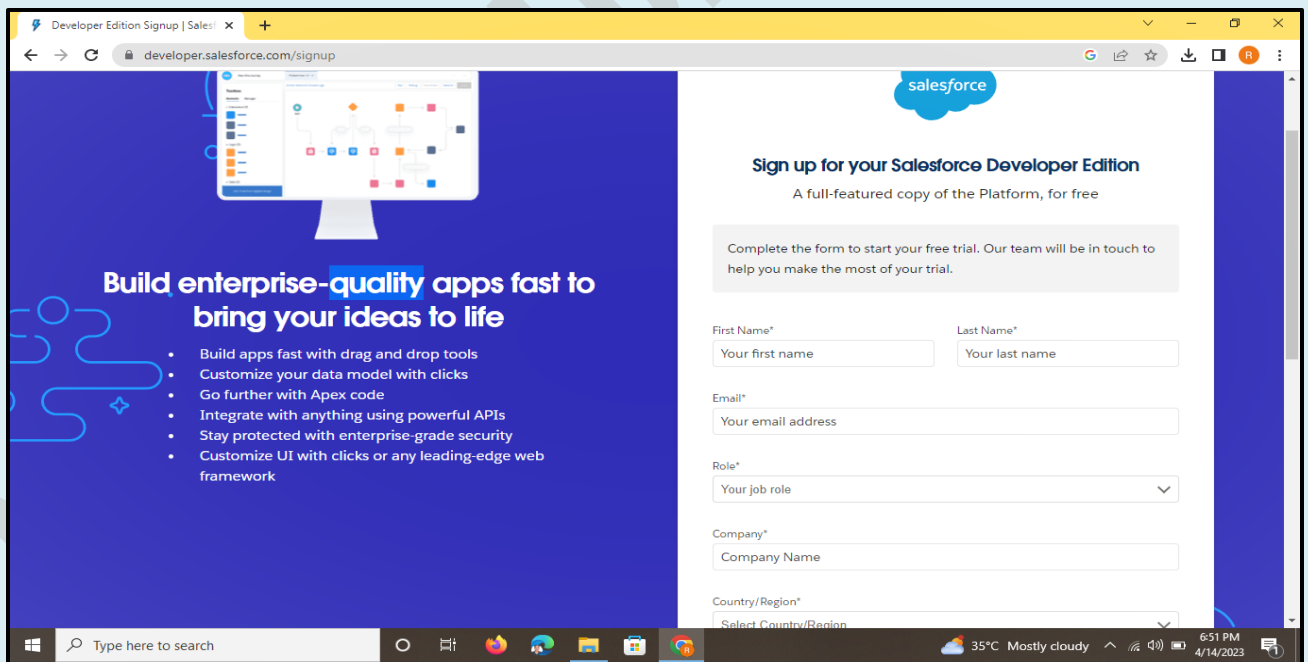 Developer Edition Signup | Sales
developer.salesforce.com/signup
R
Build enterprise-quality apps fast to
bring your ideas to life
• Build apps fast with drag and drop tools
• Customize your data model with clicks
• Go further with Apex code
• Integrate with anything using powerful APIs
• Stay protected with enterprise-grade security
• Customize UI with clicks or any leading-edge web
framework
salesforce
Sign up for your Salesforce Developer Edition
A full-featured copy of the Platform, for free
Complete the form to start your free trial. Our team will be in touch to
help you make the most of your trial.
First Name* Last Name*
Your first name Your last name
Email*
Your email address
Role*
Your job role
Company*
Company Name
Country/Region*
Select Country/Region
Type here to search
35°C Mostly cloudy
6:51 PM
4/14/2023